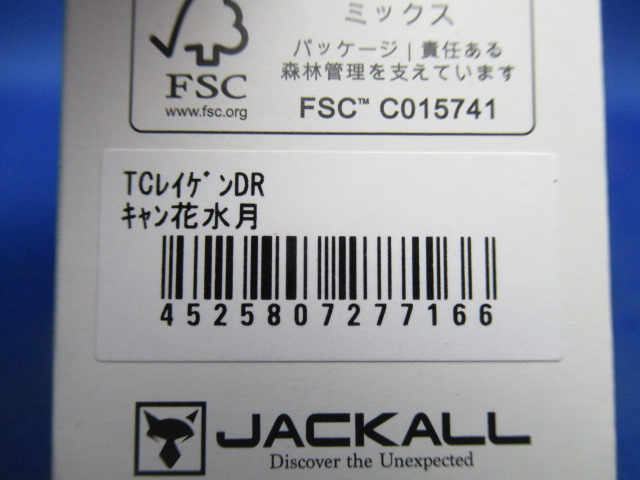 ミックス
パッケージ|責任ある
森林管理を支えています
FSC
www.fsc.org
FSC™ C015741
TCﾚｲｹﾞﾝDR
ｷｬﾝ花水月
4525807277166
JACKALL
Discover the Unexpected